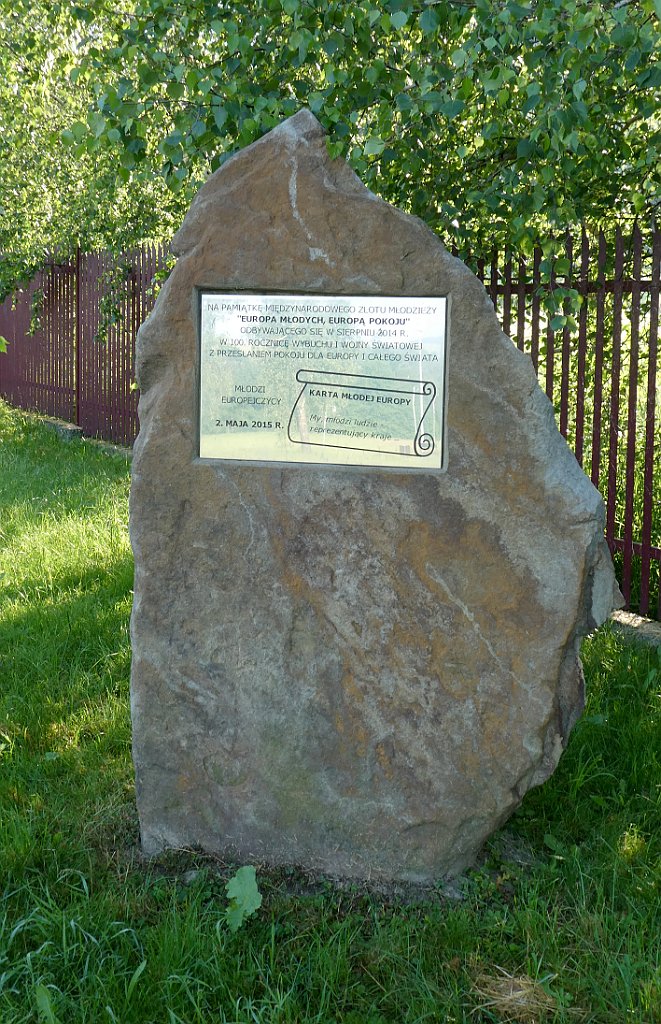 NA PAMIĄTKĘ MIĘDZYNARODOWEGO ZLOTU MŁODZIEŻY
"EUROPA MŁODYCH, EUROPĄ POKOJU"
ODBYWAJĄCEGO SIĘ W SIERPNIU 2014 R.
W 100. ROCZNICĘ WYBUCHU I WOJNY ŚWIATOWEJ
Z PRZESŁANIEM POKOJU DLA EUROPY I CAŁEGO ŚWIATA
MŁODZI
EUROPEJCZYCY
2. MAJA 2015 R.
KARTA MŁODEJ EUROPY
My, młodzi ludzie -
reprezentujący kraje